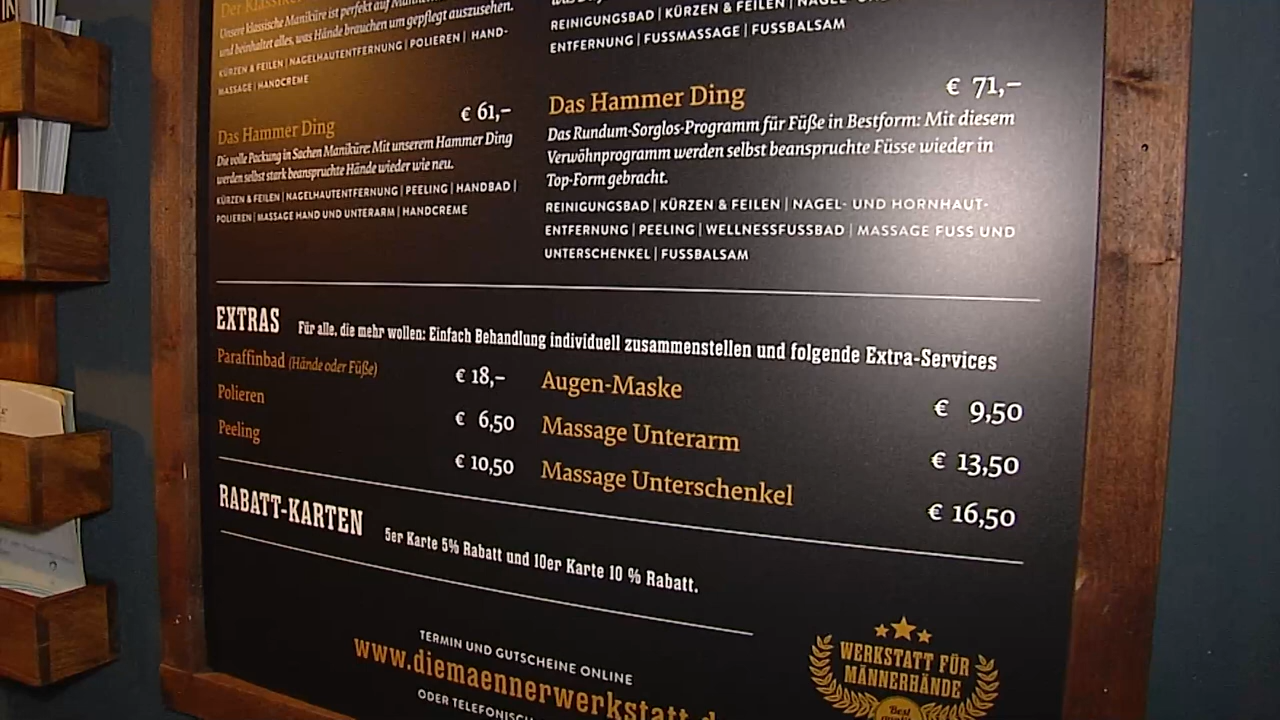 Der Klassiker
Unsere klassische Maniküre ist perfekt auf
und beinhaltet alles, was Hände brauchen um gepflegt auszusehen.
KÜRZEN & FEILEN | NAGELHAUTENTFERNUNG | POLIEREN | HAND-
MASSAGE | HANDCREME
€ 61,–
Das Hammer Ding
Die volle Packung in Sachen Maniküre: Mit unserem Hammer Ding
werden selbst stark beanspruchte Hände wieder wie neu.
KÜRZEN & FEILEN | NAGELHAUTENTFERNUNG | PEELING | HANDBAD |
POLIEREN | MASSAGE HAND UND UNTERARM | HANDCREME
REINIGUNGSBAD | KÜRZEN & FEILEN |
ENTFERNUNG | FUSSMASSAGE | FUSSBALSAM
€ 71,–
Das Hammer Ding
Das Rundum-Sorglos-Programm für Füße in Bestform: Mit diesem
Verwöhnprogramm werden selbst beanspruchte Füsse wieder in
Top-Form gebracht.
REINIGUNGSBAD | KÜRZEN & FEILEN | NAGEL- UND HORNHAUT-
ENTFERNUNG | PEELING | WELLNESSFUSSBAD | MASSAGE FUSS UND
UNTERSCHENKEL | FUSSBALSAM
EXTRAS Für alle, die mehr wollen: Einfach Behandlung individuell zusammenstellen und folgende Extra-Services
Paraffinbad (Hände oder Füße) € 18,–
Polieren € 6,50
Peeling € 10,50
Augen-Maske € 9,50
Massage Unterarm € 13,50
Massage Unterschenkel € 16,50
RABATT-KARTEN 5er Karte 5% Rabatt und 10er Karte 10 % Rabatt.
TERMIN UND GUTSCHEINE ONLINE
www.diemaennerwerkstatt.d
ODER TELEFONISCH
WERKSTATT FÜR
MÄNNERHÄNDE
Best